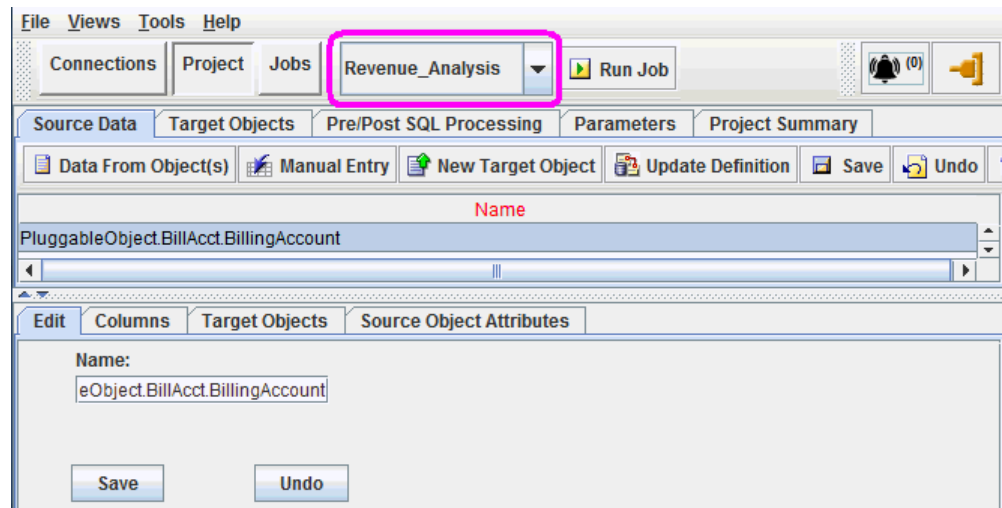 File Views Tools Help
Connections Project Jobs Revenue_Analysis Run Job (0)
Source Data Target Objects Pre/Post SQL Processing Parameters Project Summary
Data From Object(s) Manual Entry New Target Object Update Definition Save Undo
Name
PluggableObject.BillAcct.BillingAccount
Edit Columns Target Objects Source Object Attributes
Name:
eObject.BillAcct.BillingAccount
Save Undo